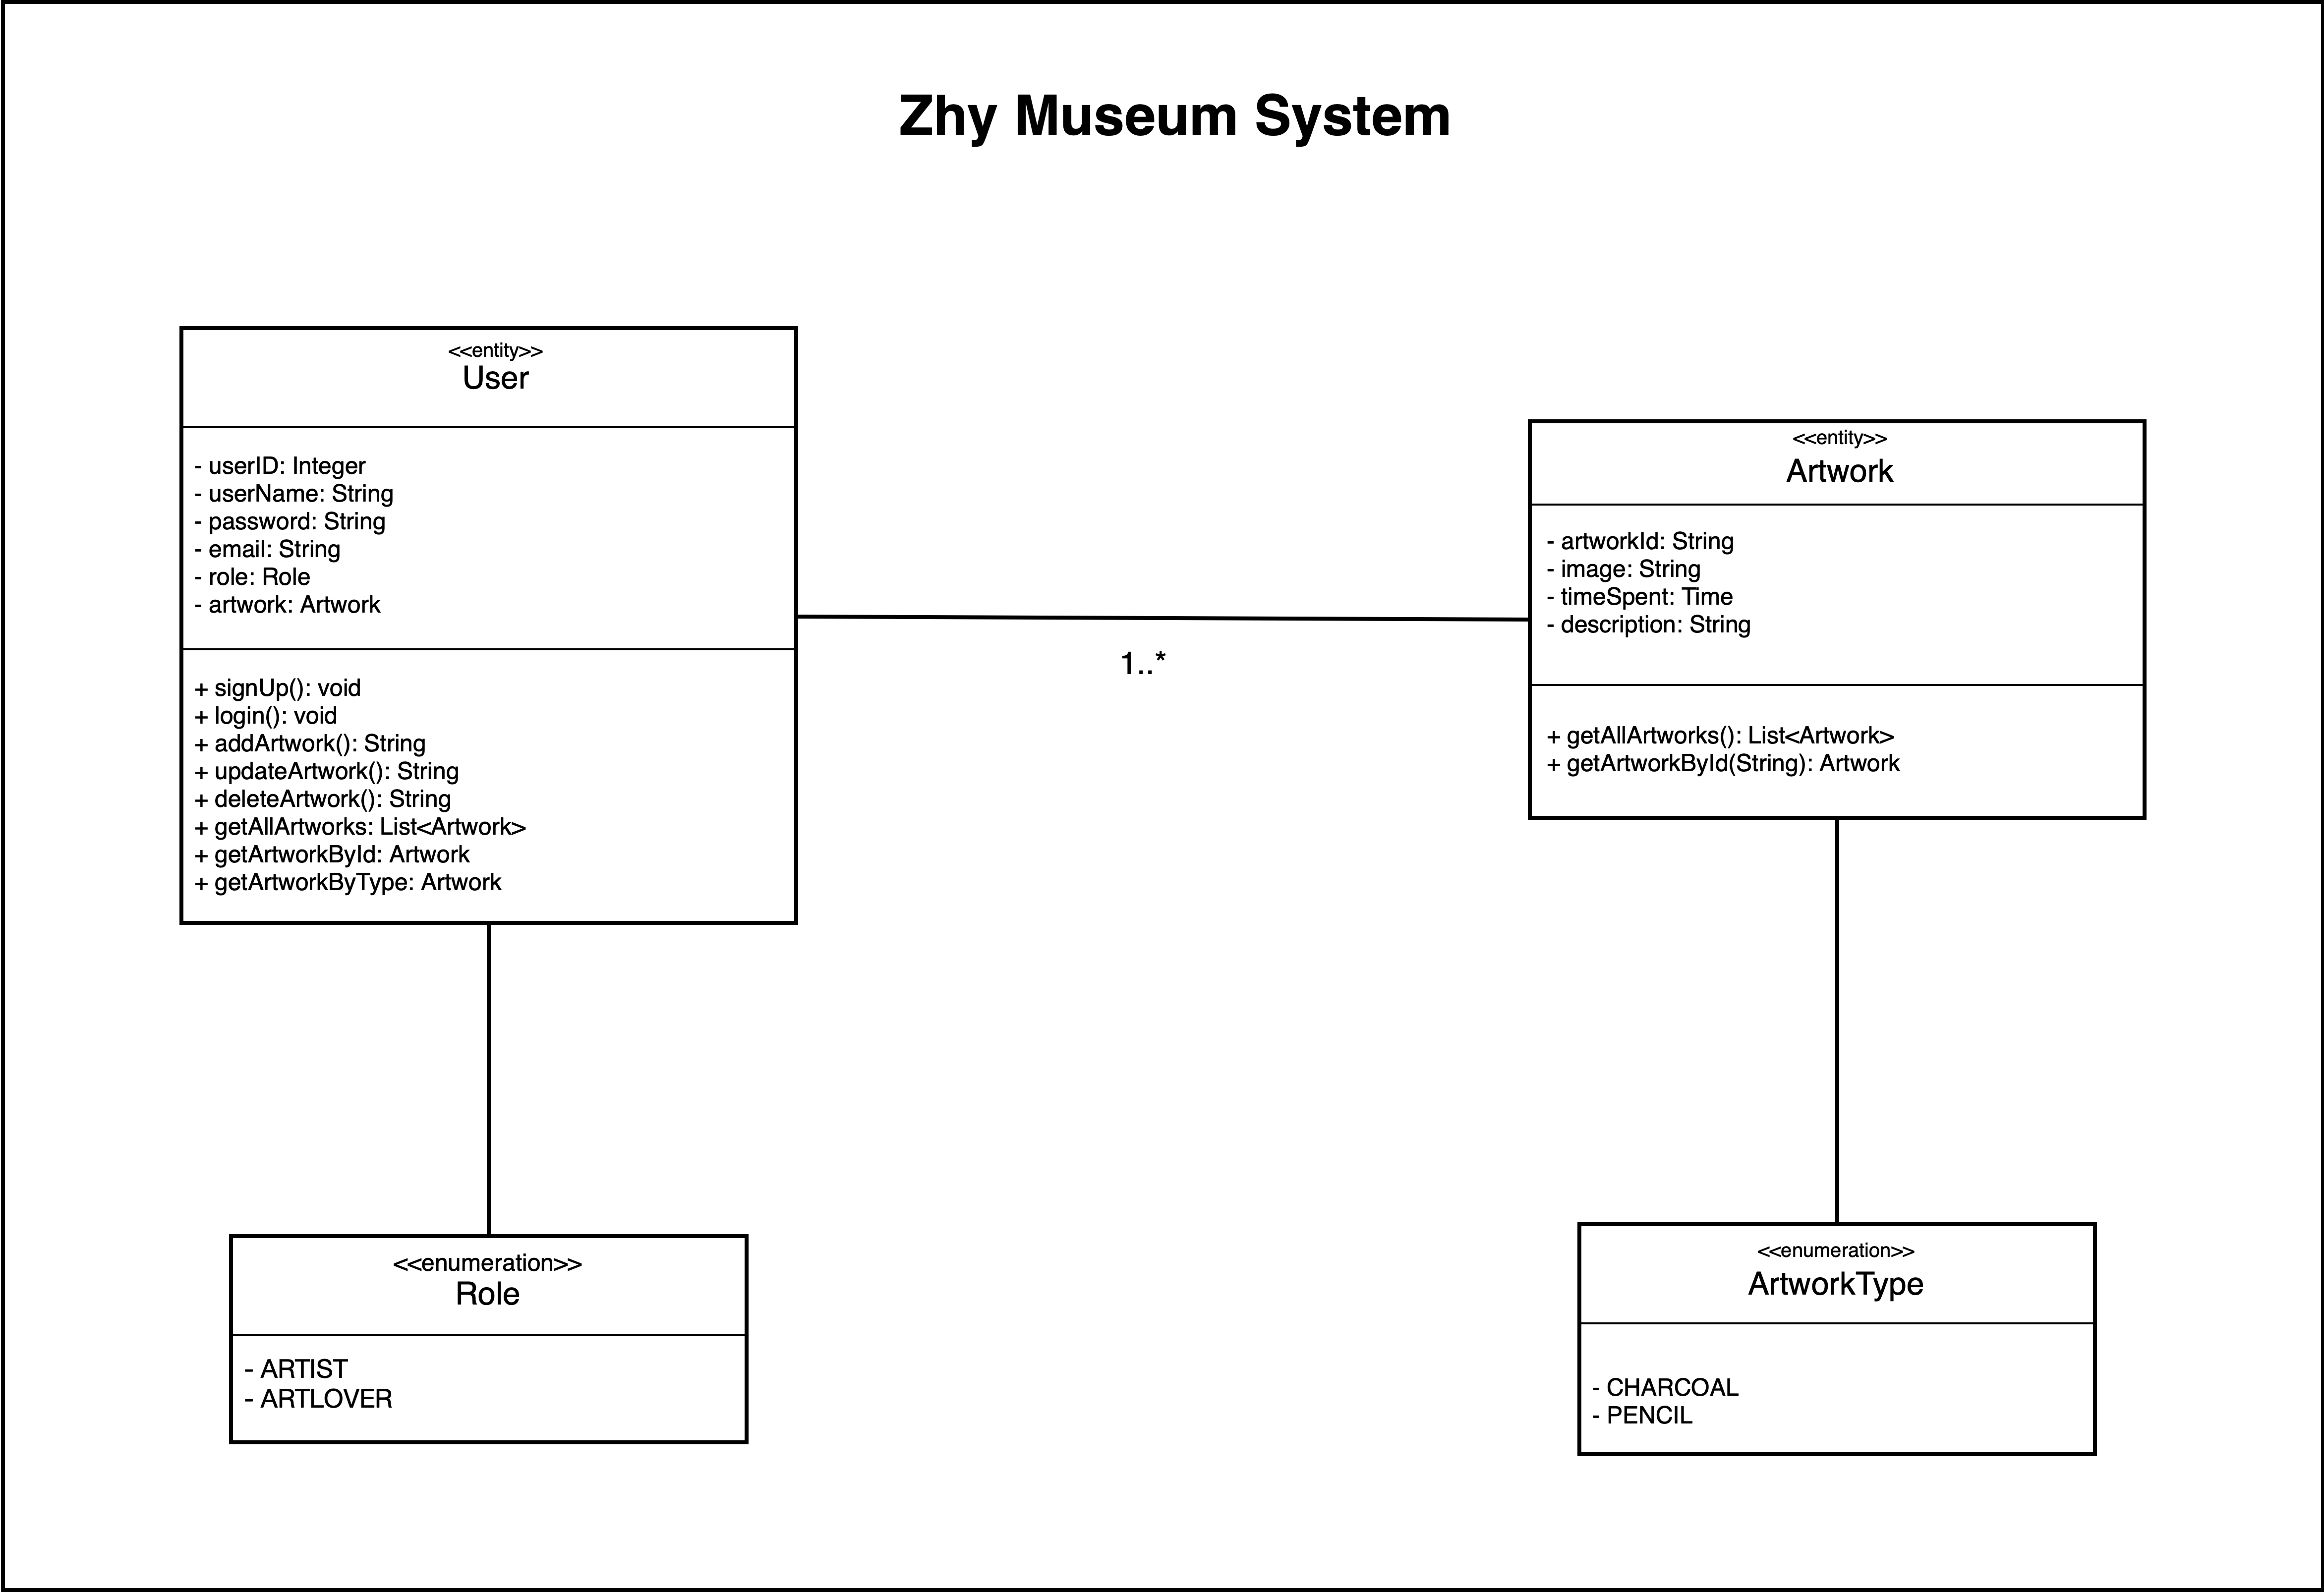 Zhy Museum System
<<entity>>
User
- userID: Integer
- userName: String
- password: String
- email: String
- role: Role
- artwork: Artwork
+ signUp(): void
+ login(): void
+ addArtwork(): String
+ updateArtwork(): String
+ deleteArtwork(): String
+ getAllArtworks: List<Artwork>
+ getArtworkById: Artwork
+ getArtworkByType: Artwork
1..*
<<entity>>
Artwork
- artworkId: String
- image: String
- timeSpent: Time
- description: String
+ getAllArtworks(): List<Artwork>
+ getArtworkById(String): Artwork
<<enumeration>>
Role
- ARTIST
- ARTLOVER
<<enumeration>>
ArtworkType
- CHARCOAL
- PENCIL